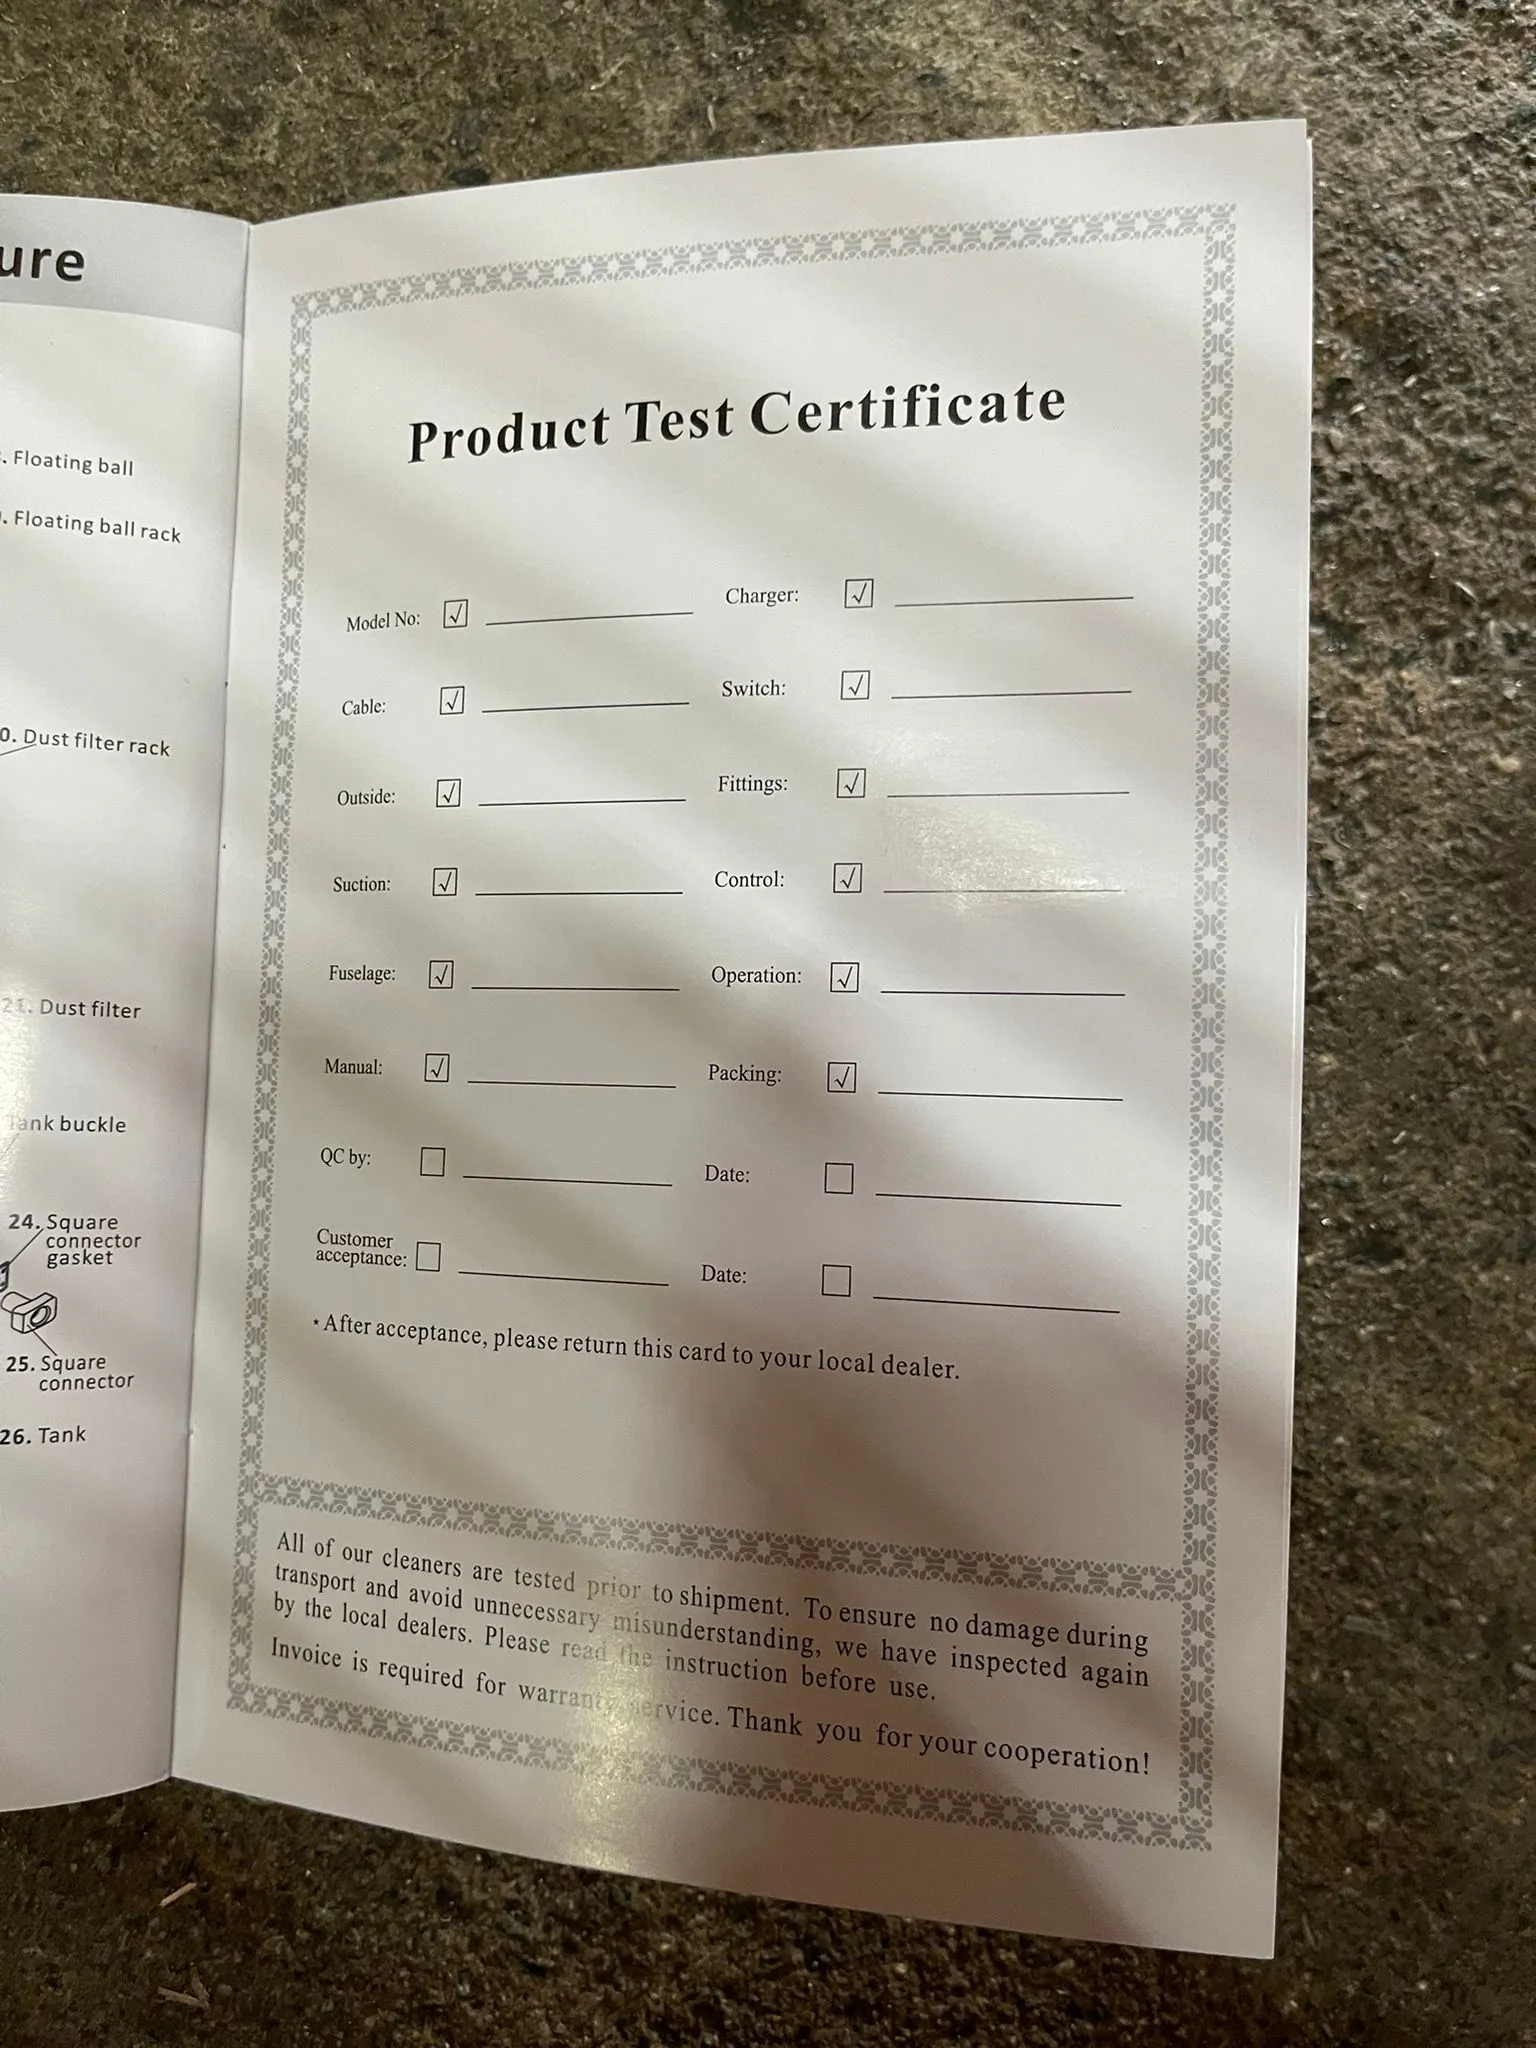 ure
Floating ball
Floating ball rack
0. Dust filter rack
21. Dust filter
ank buckle
24. Square
connector
gasket
25. Square
connector
26. Tank
Product Test Certificate
Model No: ☑ Charger: ☑
Cable: ☑ Switch: ☑
Outside: ☑ Fittings: ☑
Suction: ☑ Control: ☑
Fuselage: ☑ Operation: ☑
Manual: ☑ Packing: ☑
QC by: ☐ Date: ☐
Customer
acceptance: ☐ Date: ☐
* After acceptance, please return this card to your local dealer.
All of our cleaners are tested prior to shipment. To ensure no damage during
transport and avoid unnecessary misunderstanding, we have inspected again
by the local dealers. Please read the instruction before use.
Invoice is required for warranty service. Thank you for your cooperation!